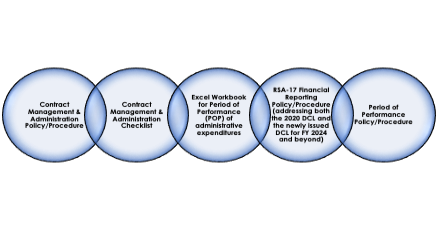 Contract
Management &
Administration
Policy/Procedure
Contract
Management &
Administration
Checklist
Excel Workbook
for Period of
Performance
(POP) of
administrative
expenditures
RSA-17 Financial
Reporting
Policy/Procedure
(addressing both
the 2020 DCL and
the newly issued
DCL for FY 2024
and beyond)
Period of
Performance
Policy/Procedure